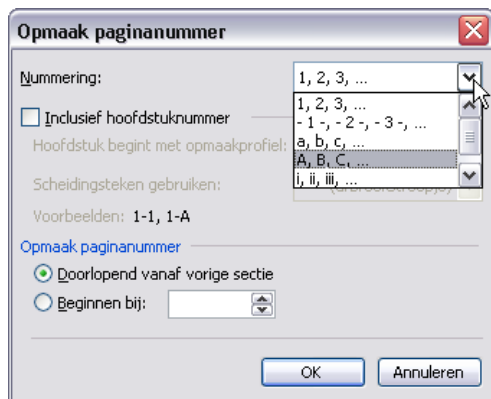 Opmaak paginanummer
Nummering: 1, 2, 3, ...
1, 2, 3, ...
- 1 -, - 2 -, - 3 -, ...
a, b, c, ...
A, B, C, ...
i, ii, iii, ...
Inclusief hoofdstuknummer
Hoofdstuk begint met opmaakprofiel:
Scheidingsteken gebruiken:
Voorbeelden: 1-1, 1-A
Opmaak paginanummer
Doorlopend vanaf vorige sectie
Beginnen bij:
OK Annuleren